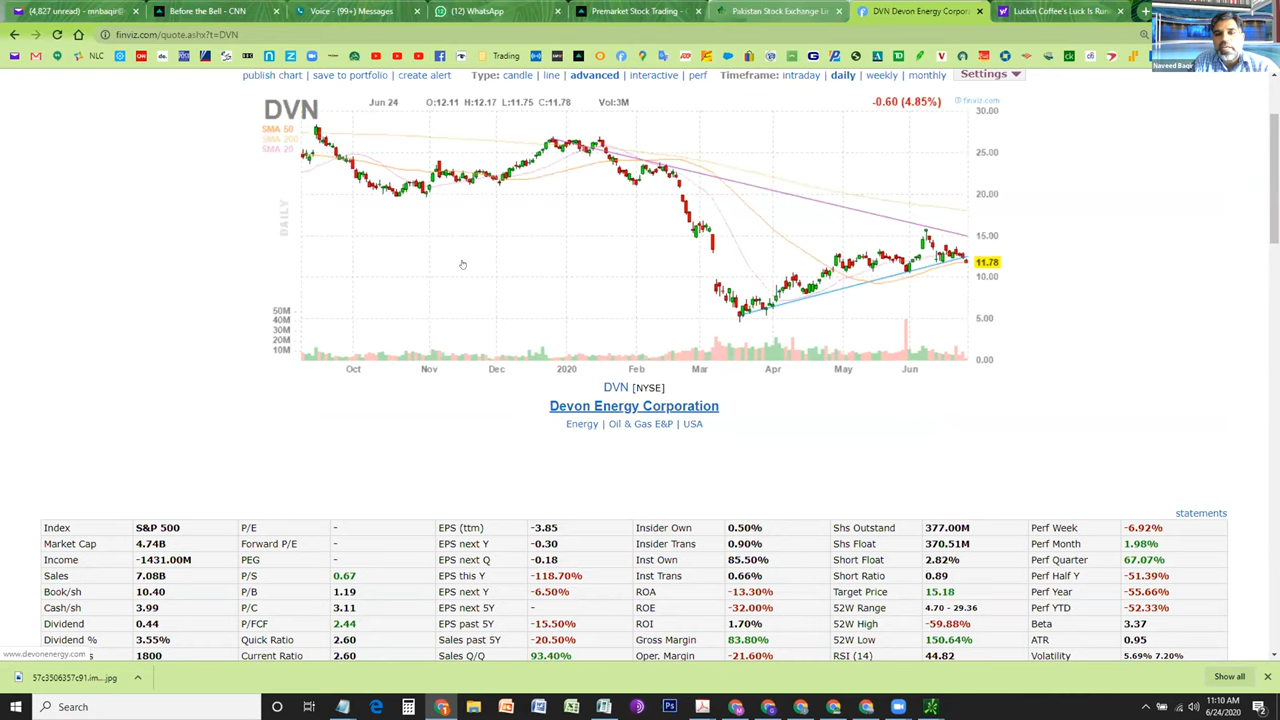 (4,827 unread) - mnbaqir@
Before the Bell - CNN
Voice - (99+) Messages
(12) WhatsApp
Premarket Stock Trading -
Pakistan Stock Exchange Lin
DVN Devon Energy Corpora
Luckin Coffee's Luck Is Run
finviz.com/quote.ashx?t=DVN
NLC
Trading
Naveed Baqir
publish chart | save to portfolio | create alert
Type: candle | line | advanced | interactive | perf
Timeframe: intraday | daily | weekly | monthly
Settings
DVN
Jun 24 O:12.11 H:12.17 L:11.75 C:11.78 Vol:3M
-0.60 (4.85%)
© finviz.com
SMA 50
SMA 200
SMA 20
DAILY
30.00
25.00
20.00
15.00
11.78
10.00
5.00
0.00
50M
40M
30M
20M
10M
Oct Nov Dec 2020 Feb Mar Apr May Jun
DVN [NYSE]
Devon Energy Corporation
Energy | Oil & Gas E&P | USA
statements
Index S&P 500 P/E - EPS (ttm) -3.85 Insider Own 0.50% Shs Outstand 377.00M Perf Week -6.92%
Market Cap 4.74B Forward P/E - EPS next Y -0.30 Insider Trans 0.90% Shs Float 370.51M Perf Month 1.98%
Income -1431.00M PEG - EPS next Q -0.18 Inst Own 85.50% Short Float 2.82% Perf Quarter 67.07%
Sales 7.08B P/S 0.67 EPS this Y -118.70% Inst Trans 0.66% Short Ratio 0.89 Perf Half Y -51.39%
Book/sh 10.40 P/B 1.19 EPS next Y -6.50% ROA -13.30% Target Price 15.18 Perf Year -55.66%
Cash/sh 3.99 P/C 3.11 EPS next 5Y - ROE -32.00% 52W Range 4.70 - 29.36 Perf YTD -52.33%
Dividend 0.44 P/FCF 2.44 EPS past 5Y -15.50% ROI 1.70% 52W High -59.88% Beta 3.37
Dividend % 3.55% Quick Ratio 2.60 Sales past 5Y -20.50% Gross Margin 83.80% 52W Low 150.64% ATR 0.95
s 1800 Current Ratio 2.60 Sales Q/Q 93.40% Oper. Margin -21.60% RSI (14) 44.82 Volatility 5.69% 7.20%
www.devonenergy.com
57c3506357c91.im....jpg
Show all
Search
11:10 AM
6/24/2020